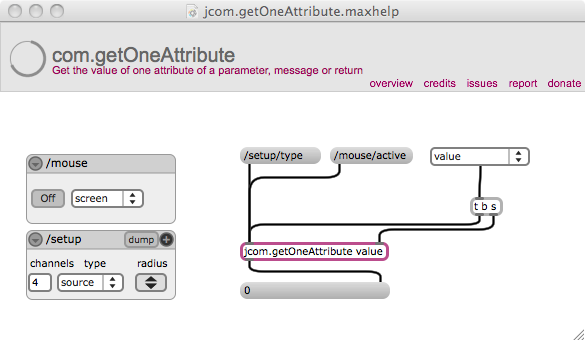 jcom.getOneAttribute.maxhelp
com.getOneAttribute
Get the value of one attribute of a parameter, message or return
overview credits issues report donate
/mouse
Off screen
/setup dump
channels type radius
4 source
/setup/type /mouse/active value
t b s
jcom.getOneAttribute value
0